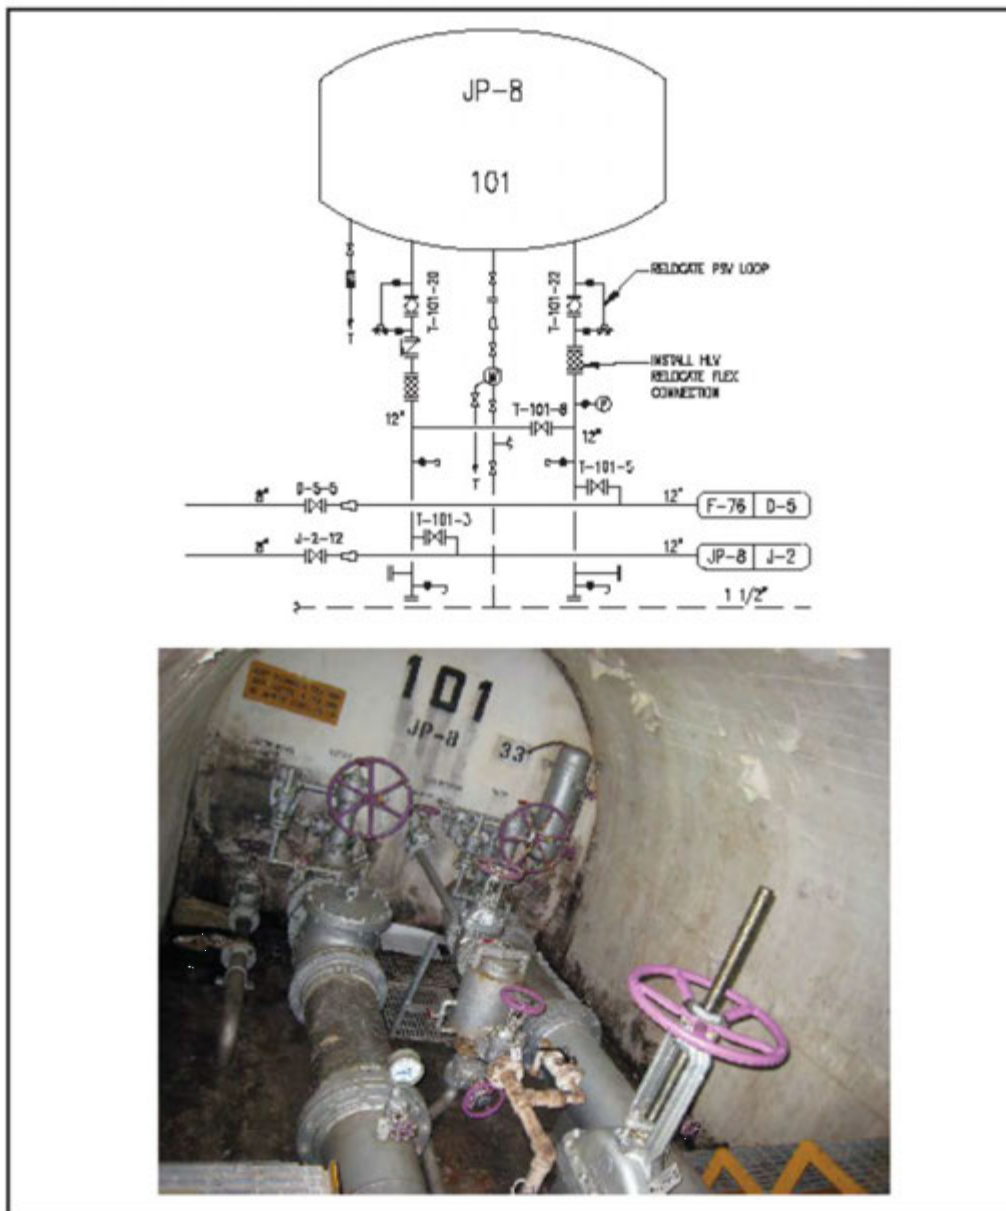 JP-8
101
T-101-20
T-101-22
RELOCATE PSV LOOP
INSTALL HLV
RELOCATE FLEX
CONNECTION
T
12"
T-101-8
12"
T-101-5
T
8"
D-5-5
12"
F-76 D-5
T-101-3
8"
J-2-12
12"
JP-8 J-2
1 1/2"
101
JP-8
33"